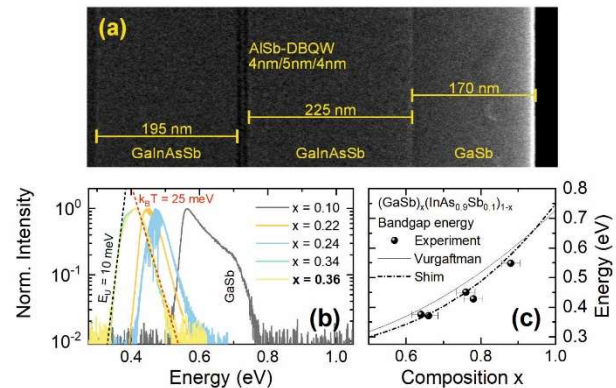 (a)
AlSb-DBQW
4nm/5nm/4nm
170 nm
225 nm
195 nm
GaInAsSb
GaInAsSb
GaSb
Norm. Intensity
10⁰
10⁻¹
10⁻²
k_BT = 25 meV
E_U = 10 meV
x = 0.10
x = 0.22
x = 0.24
x = 0.34
x = 0.36
GaSb
(b)
0.4 0.6 0.8 1.0
Energy (eV)
(GaSb)ₓ(InAs₀.₉Sb₀.₁)₁₋ₓ
Bandgap energy
Experiment
Vurgaftman
Shim
(c)
0.8
0.7
0.6
0.5
0.4
0.3
Energy (eV)
0.6 0.8 1.0
Composition x